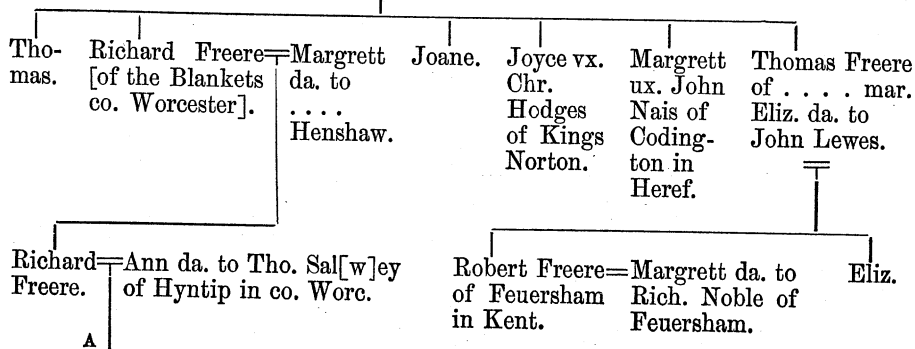 Tho-
mas.
Richard Freere=Margrett
[of the Blankets
co. Worcester].
da. to
. . . .
Henshaw.
Joane.
Joyce vx.
Chr.
Hodges
of Kings
Norton.
Margrett
ux. John
Nais of
Coding-
ton in
Heref.
Thomas Freere
of . . . . mar.
Eliz. da. to
John Lewes.
Richard=Ann da. to Tho. Sal[w]ey
Freere.
of Hyntip in co. Worc.
A
Robert Freere=Margrett da. to
of Feuersham
in Kent.
Rich. Noble of
Feuersham.
Eliz.